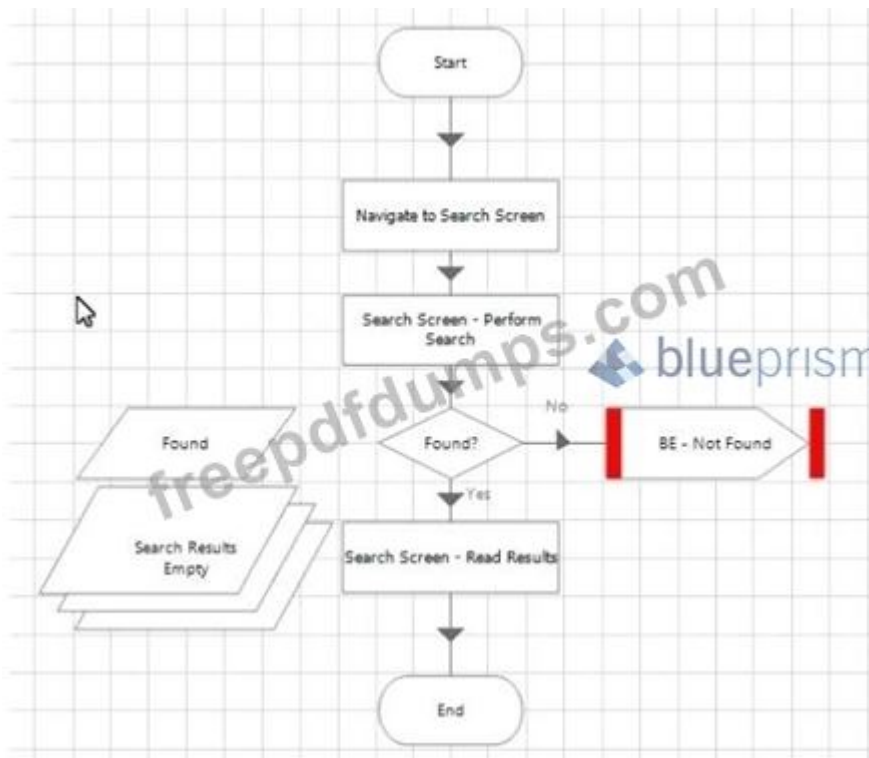 Start
Navigate to Search Screen
Search Screen - Perform
Search
freepdfdumps.com
blueprism
No
Found
Found?
BE - Not Found
Yes
Search Results
Empty
Search Screen - Read Results
End